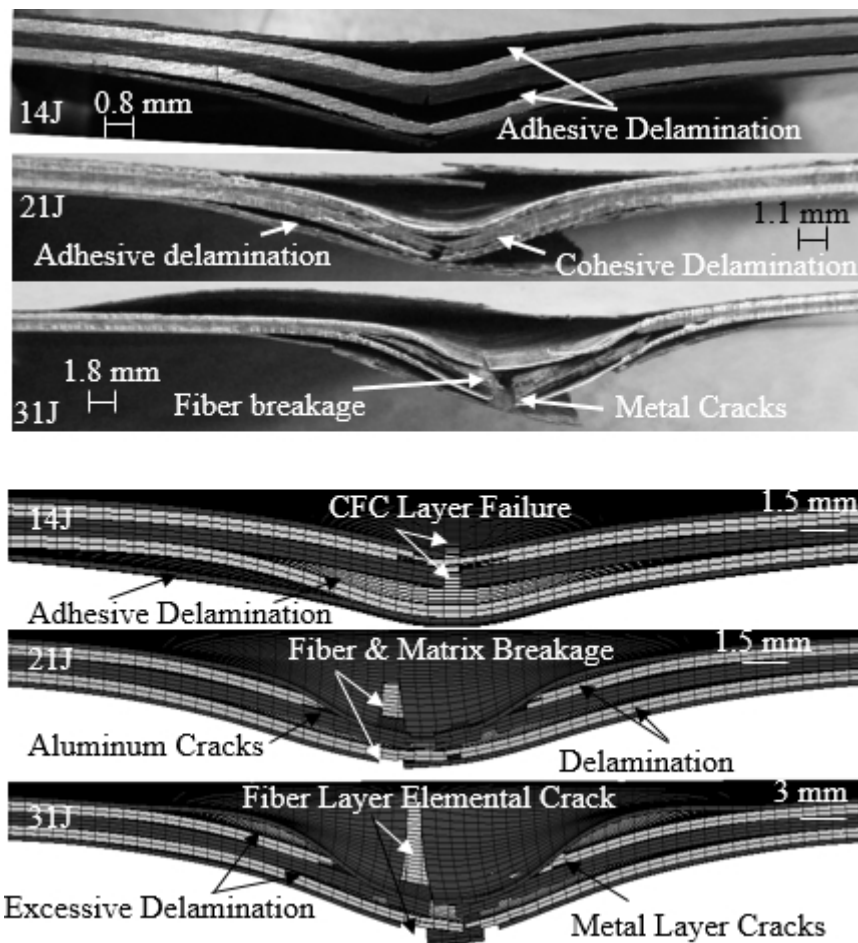 0.8 mm
14J
Adhesive Delamination
21J
1.1 mm
Adhesive delamination
Cohesive Delamination
1.8 mm
Fiber breakage
Metal Cracks
31J
CFC Layer Failure
1.5 mm
14J
Adhesive Delamination
Fiber & Matrix Breakage
1.5 mm
21J
Aluminum Cracks
Delamination
Fiber Layer Elemental Crack
3 mm
31J
Excessive Delamination
Metal Layer Cracks